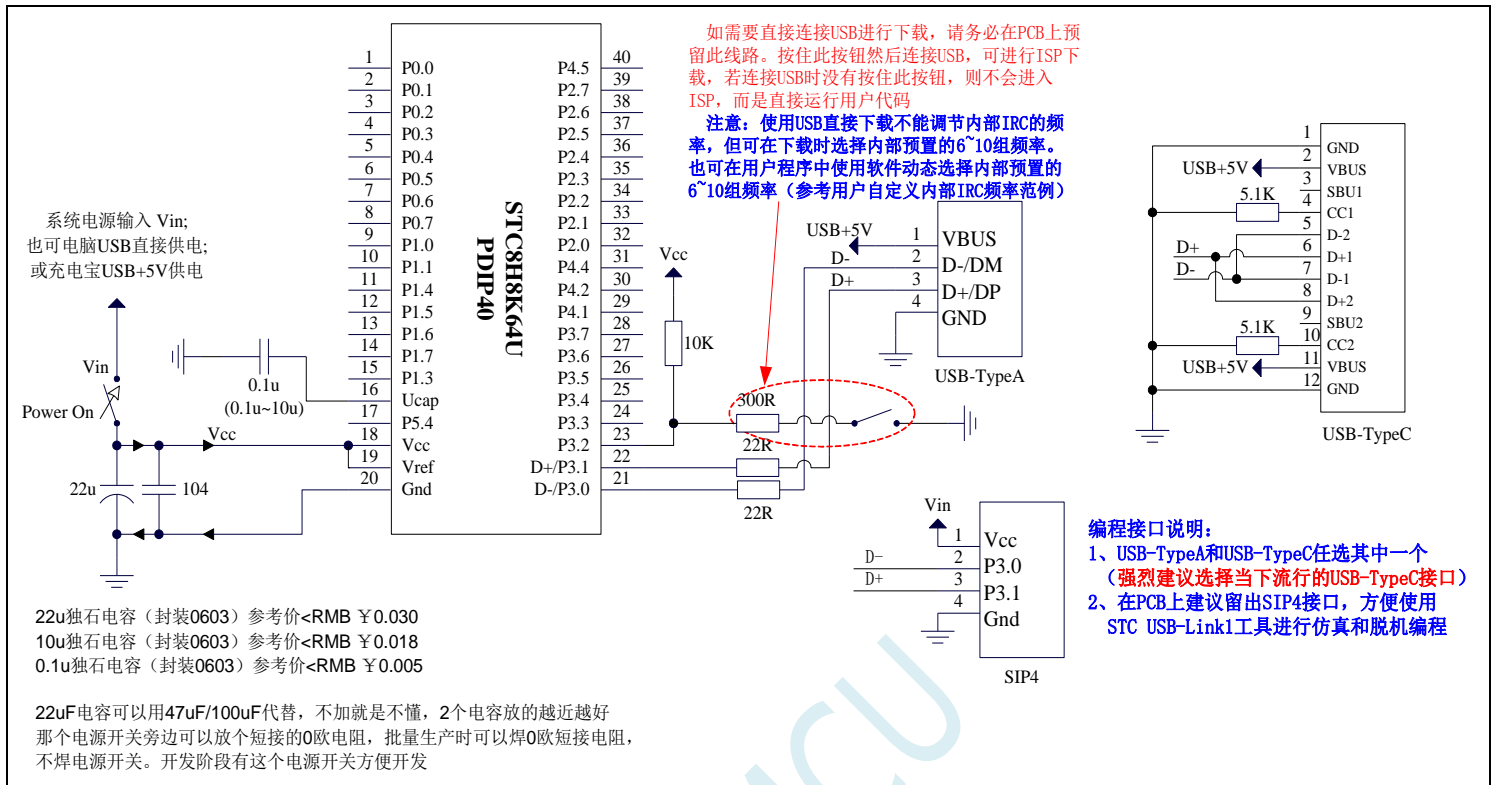 如需要直接连接USB进行下载，请务必在PCB上预
留此线路。按住此按钮然后连接USB，可进行ISP下
载，若连接USB时没有按住此按钮，则不会进入
ISP，而是直接运行用户代码
注意：使用USB直接下载不能调节内部IRC的频
率，但可在下载时选择内部预置的6~10组频率。
也可在用户程序中使用软件动态选择内部预置的
6~10组频率（参考用户自定义内部IRC频率范例）
系统电源输入 Vin;
也可电脑USB直接供电;
或充电宝USB+5V供电
Vin
Power On
Vcc
22u
104
0.1u
(0.1u~10u)
STC8H8K64U
PDIP40
1 P0.0
2 P0.1
3 P0.2
4 P0.3
5 P0.4
6 P0.5
7 P0.6
8 P0.7
9 P1.0
10 P1.1
11 P1.4
12 P1.5
13 P1.6
14 P1.7
15 P1.3
16 Ucap
17 P5.4
18 Vcc
19 Vref
20 Gnd
P4.5 40
P2.7 39
P2.6 38
P2.5 37
P2.4 36
P2.3 35
P2.2 34
P2.1 33
P2.0 32
P4.4 31
P4.2 30
P4.1 29
P3.7 28
P3.6 27
P3.5 26
P3.4 25
P3.3 24
P3.2 23
D+/P3.1 22
D-/P3.0 21
Vcc
10K
300R
22R
22R
USB+5V
D-
D+
1 VBUS
2 D-/DM
3 D+/DP
4 GND
USB-TypeA
1 GND
2 VBUS
3 SBU1
4 CC1
5 D-2
6 D+1
7 D-1
8 D+2
9 SBU2
10 CC2
11 VBUS
12 GND
USB+5V
5.1K
D+
D-
5.1K
USB+5V
USB-TypeC
Vin
D-
D+
1 Vcc
2 P3.0
3 P3.1
4 Gnd
SIP4
编程接口说明：
1、USB-TypeA和USB-TypeC任选其中一个
（强烈建议选择当下流行的USB-TypeC接口）
2、在PCB上建议留出SIP4接口，方便使用
STC USB-Link1工具进行仿真和脱机编程
22u独石电容（封装0603）参考价<RMB ￥0.030
10u独石电容（封装0603）参考价<RMB ￥0.018
0.1u独石电容（封装0603）参考价<RMB ￥0.005
22uF电容可以用47uF/100uF代替，不加就是不懂，2个电容放的越近越好
那个电源开关旁边可以放个短接的0欧电阻，批量生产时可以焊0欧短接电阻，
不焊电源开关。开发阶段有这个电源开关方便开发
MCU